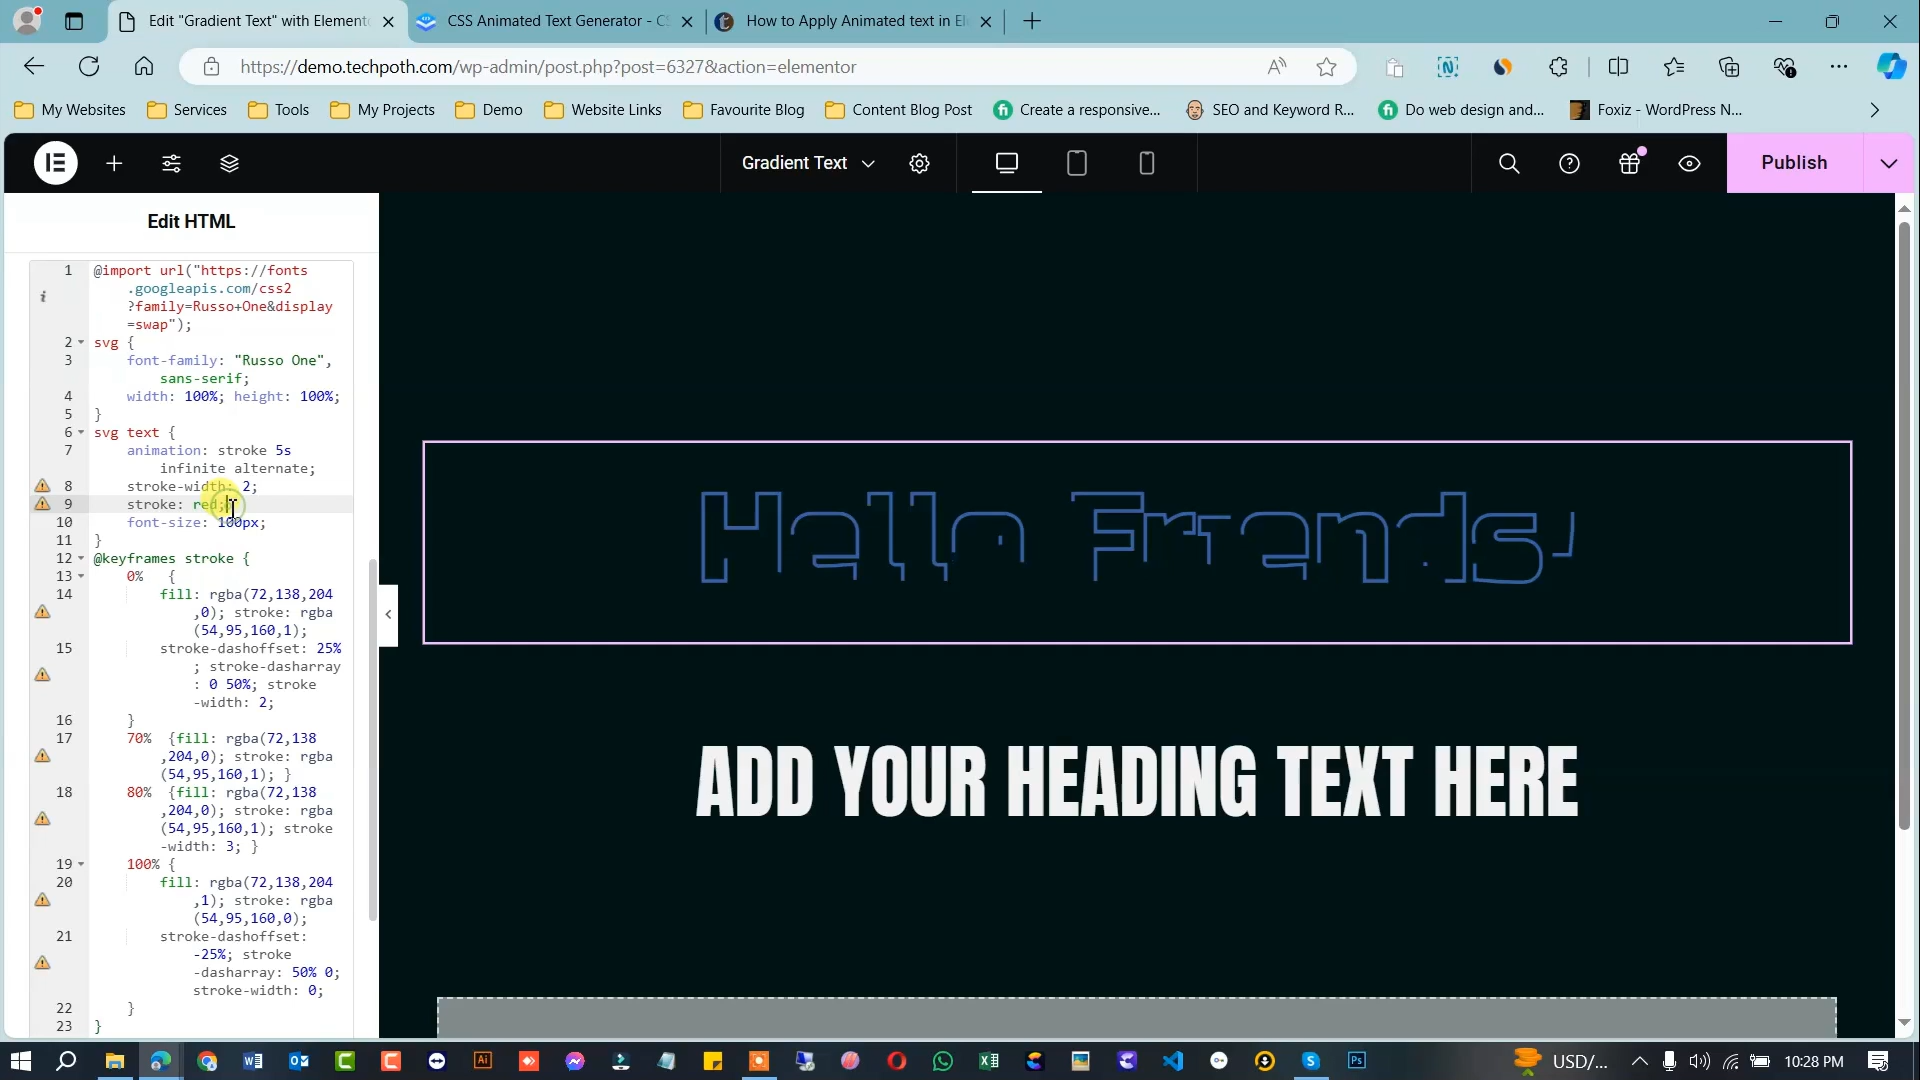 Edit "Gradient Text" with Elemento
CSS Animated Text Generator - CS
How to Apply Animated text in Ele
https://demo.techpoth.com/wp-admin/post.php?post=6327&action=elementor
My Websites
Services
Tools
My Projects
Demo
Website Links
Favourite Blog
Content Blog Post
Create a responsive...
SEO and Keyword R...
Do web design and...
Foxiz - WordPress N...
Gradient Text
Publish
Edit HTML
1 @import url("https://fonts
.googleapis.com/css2
?family=Russo+One&display
=swap");
2 svg {
3 font-family: "Russo One",
sans-serif;
4 width: 100%; height: 100%;
5 }
6 svg text {
7 animation: stroke 5s
infinite alternate;
8 stroke-width: 2;
9 stroke: red;
10 font-size: 100px;
11 }
12 @keyframes stroke {
13 0% {
14 fill: rgba(72,138,204
,0); stroke: rgba
(54,95,160,1);
15 stroke-dashoffset: 25%
; stroke-dasharray
: 0 50%; stroke
-width: 2;
16 }
17 70% {fill: rgba(72,138
,204,0); stroke: rgba
(54,95,160,1); }
18 80% {fill: rgba(72,138
,204,0); stroke: rgba
(54,95,160,1); stroke
-width: 3; }
19 100% {
20 fill: rgba(72,138,204
,1); stroke: rgba
(54,95,160,0);
21 stroke-dashoffset:
-25%; stroke
-dasharray: 50% 0;
stroke-width: 0;
22 }
23 }
Hello Friends
ADD YOUR HEADING TEXT HERE
USD/...
10:28 PM